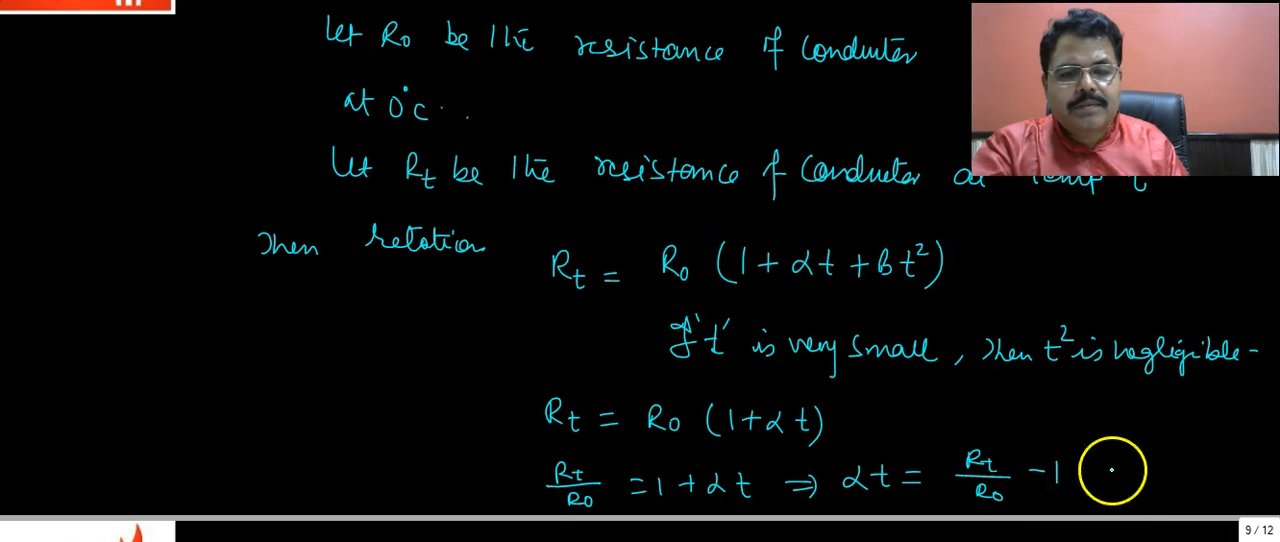 Let R₀ be the resistance of conductor
at 0°C..
Let Rₜ be the resistance of conductor at temp t
Then relation
Rₜ = R₀ (1 + αt + βt²)
If 't' is very small, then t² is negligible -
Rₜ = R₀ (1 + αt)
Rₜ/R₀ = 1 + αt ⇒ αt = Rₜ/R₀ - 1
9 / 12